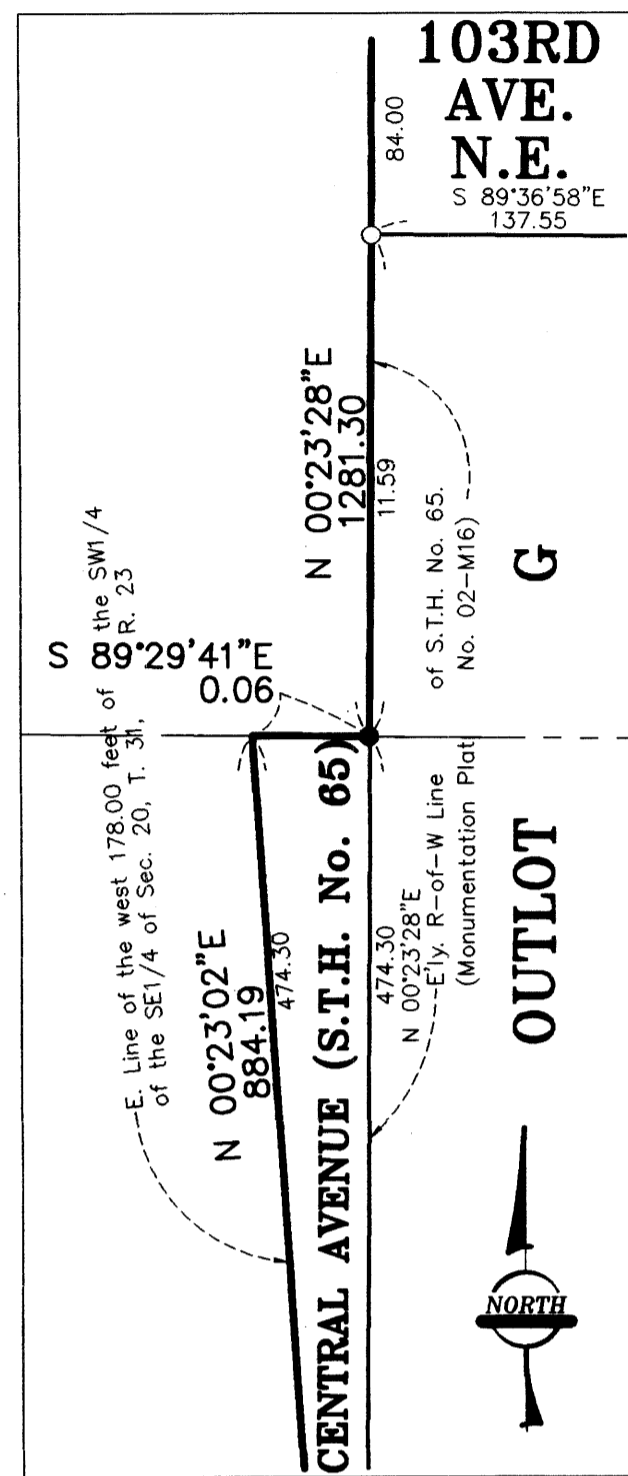 103RD
AVE.
N.E.
84.00
S 89°36'58"E
137.55
N 00°23'28"E
1281.30
11.59
of S.T.H. No. 65.
No. 02-M16)
G
the SW1/4
R. 23
S 89°29'41"E
0.06
E. Line of the west 178.00 feet of
of the SE1/4 of Sec. 20, T. 31,
N 00°23'02"E
884.19
474.30
CENTRAL AVENUE (S.T.H. No. 65)
474.30
N 00°23'28"E
E'ly. R-of-W Line
(Monumentation Plat
OUTLOT
NORTH